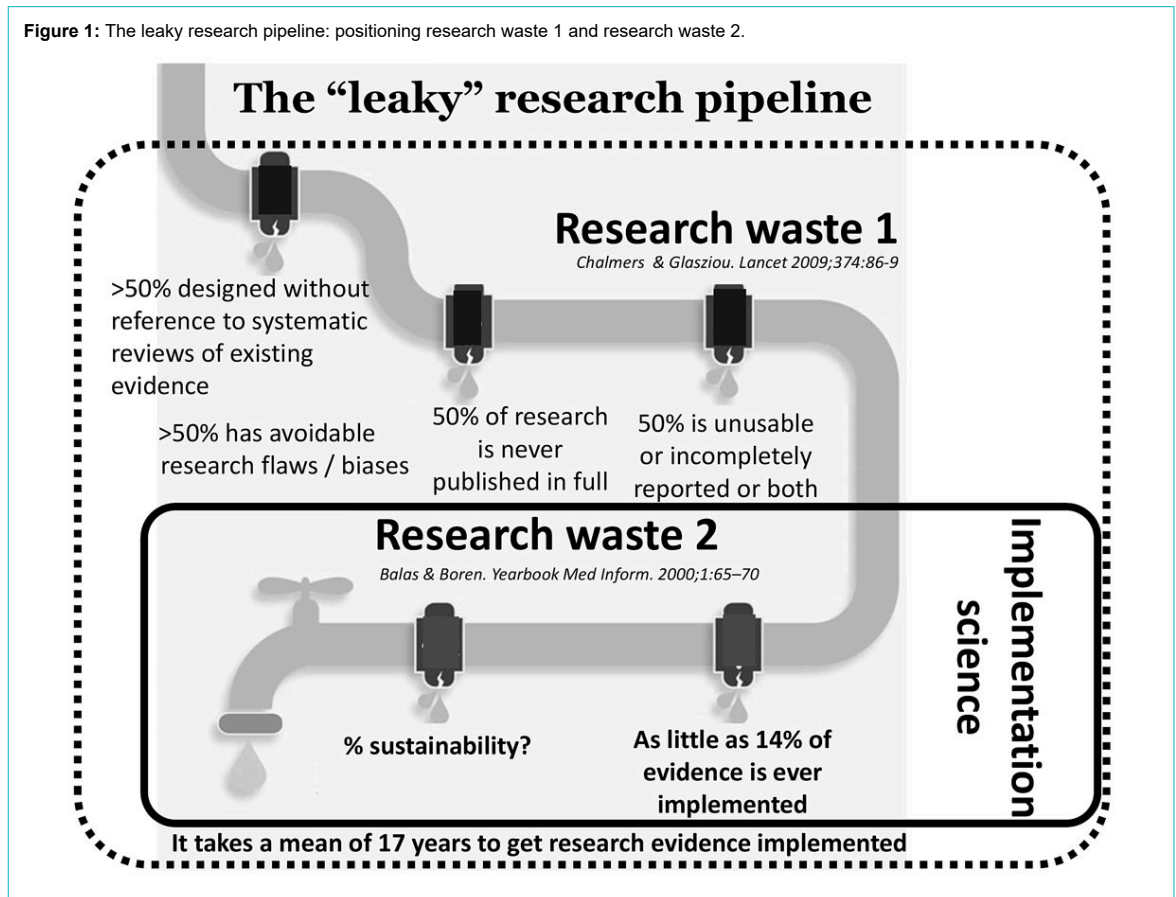 Figure 1: The leaky research pipeline: positioning research waste 1 and research waste 2.
The “leaky” research pipeline
Research waste 1
Chalmers & Glasziou. Lancet 2009;374:86-9
>50% designed without
reference to systematic
reviews of existing
evidence
>50% has avoidable
research flaws / biases
50% of research
is never
published in full
50% is unusable
or incompletely
reported or both
Research waste 2
Balas & Boren. Yearbook Med Inform. 2000;1:65–70
Implementation
science
% sustainability?
As little as 14% of
evidence is ever
implemented
It takes a mean of 17 years to get research evidence implemented